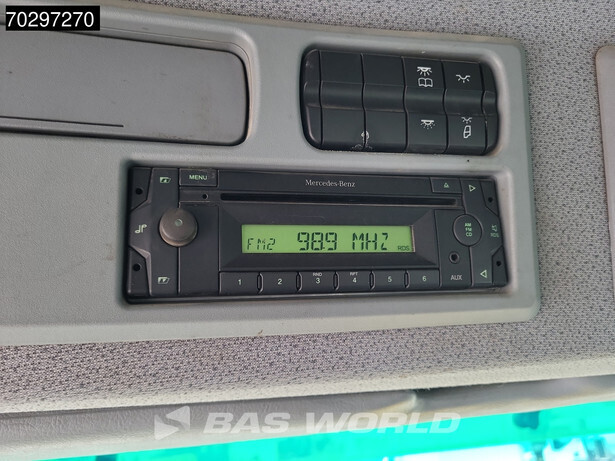 70297270
MENU
Mercedes-Benz
FM2 98.9 MHZ RDS
AM
FM
CD
RDS
RND RPT
1 2 3 4 5 6 AUX
BAS WORLD